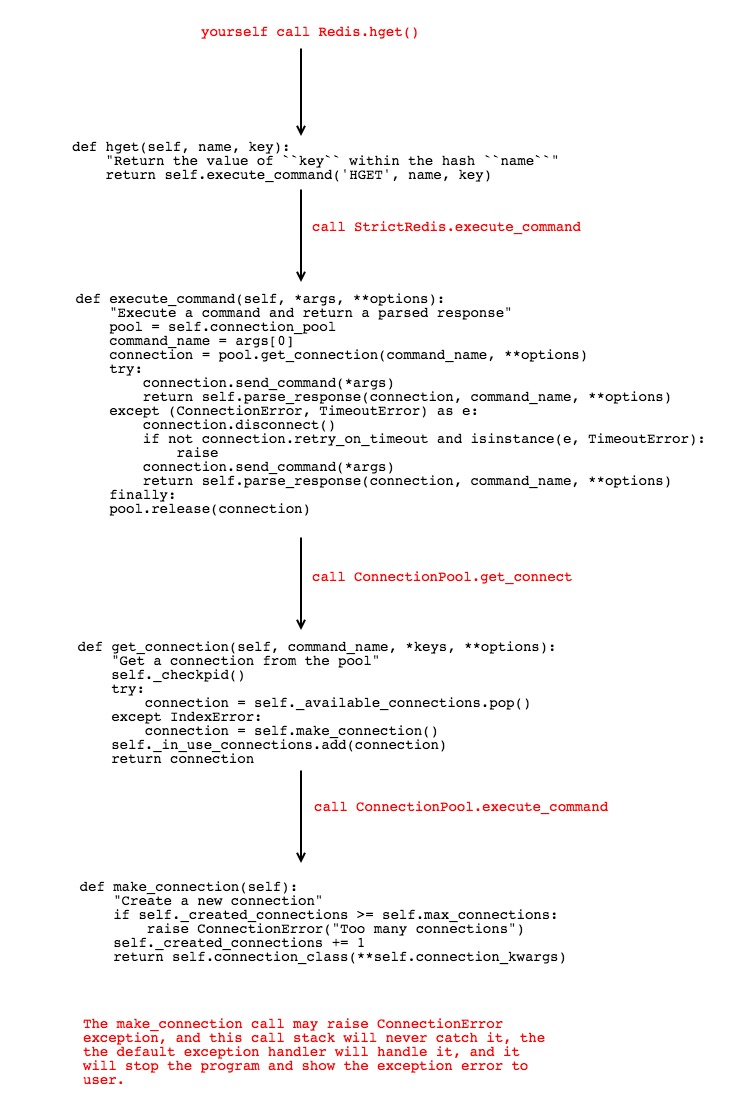 yourself call Redis.hget()
def hget(self, name, key):
    "Return the value of ``key`` within the hash ``name``"
    return self.execute_command('HGET', name, key)
call StrictRedis.execute_command
def execute_command(self, *args, **options):
    "Execute a command and return a parsed response"
    pool = self.connection_pool
    command_name = args[0]
    connection = pool.get_connection(command_name, **options)
    try:
        connection.send_command(*args)
        return self.parse_response(connection, command_name, **options)
    except (ConnectionError, TimeoutError) as e:
        connection.disconnect()
        if not connection.retry_on_timeout and isinstance(e, TimeoutError):
            raise
        connection.send_command(*args)
        return self.parse_response(connection, command_name, **options)
    finally:
    pool.release(connection)
call ConnectionPool.get_connect
def get_connection(self, command_name, *keys, **options):
    "Get a connection from the pool"
    self._checkpid()
    try:
        connection = self._available_connections.pop()
    except IndexError:
        connection = self.make_connection()
    self._in_use_connections.add(connection)
    return connection
call ConnectionPool.execute_command
def make_connection(self):
    "Create a new connection"
    if self._created_connections >= self.max_connections:
        raise ConnectionError("Too many connections")
    self._created_connections += 1
    return self.connection_class(**self.connection_kwargs)
The make_connection call may raise ConnectionError
exception, and this call stack will never catch it, the
the default exception handler will handle it, and it
will stop the program and show the exception error to
user.